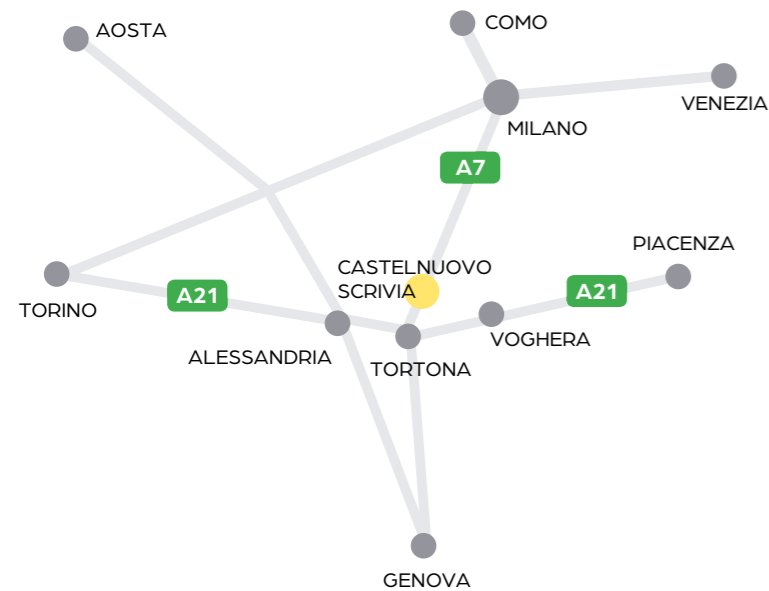 AOSTA
COMO
VENEZIA
MILANO
A7
PIACENZA
CASTELNUOVO
SCRIVIA
A21
A21
TORINO
VOGHERA
ALESSANDRIA
TORTONA
GENOVA